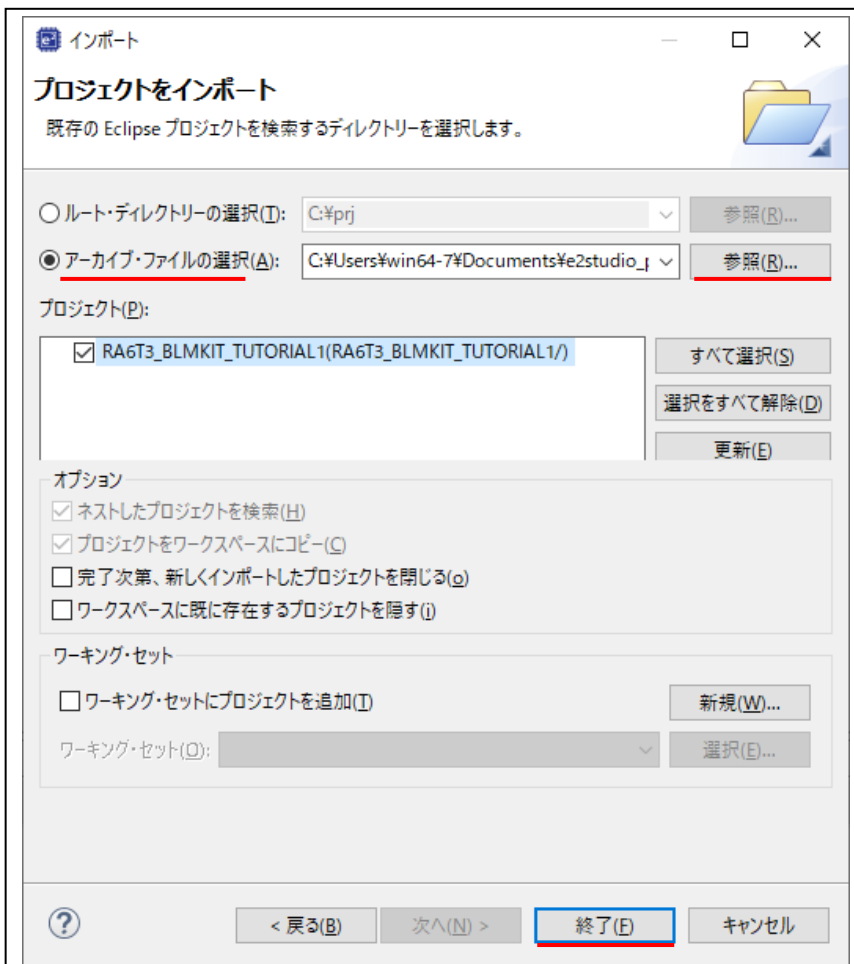 インポート
プロジェクトをインポート
既存の Eclipse プロジェクトを検索するディレクトリーを選択します。
ルート・ディレクトリーの選択(T): C:¥prj 参照(R)...
アーカイブ・ファイルの選択(A): C:¥Users¥win64-7¥Documents¥e2studio_p 参照(R)...
プロジェクト(P):
RA6T3_BLMKIT_TUTORIAL1(RA6T3_BLMKIT_TUTORIAL1/) すべて選択(S)
選択をすべて解除(D)
更新(E)
オプション
ネストしたプロジェクトを検索(H)
プロジェクトをワークスペースにコピー(C)
完了次第、新しくインポートしたプロジェクトを閉じる(o)
ワークスペースに既に存在するプロジェクトを隠す(i)
ワーキング・セット
ワーキング・セットにプロジェクトを追加(T) 新規(W)...
ワーキング・セット(O): 選択(E)...
? < 戻る(B) 次へ(N) > 終了(F) キャンセル